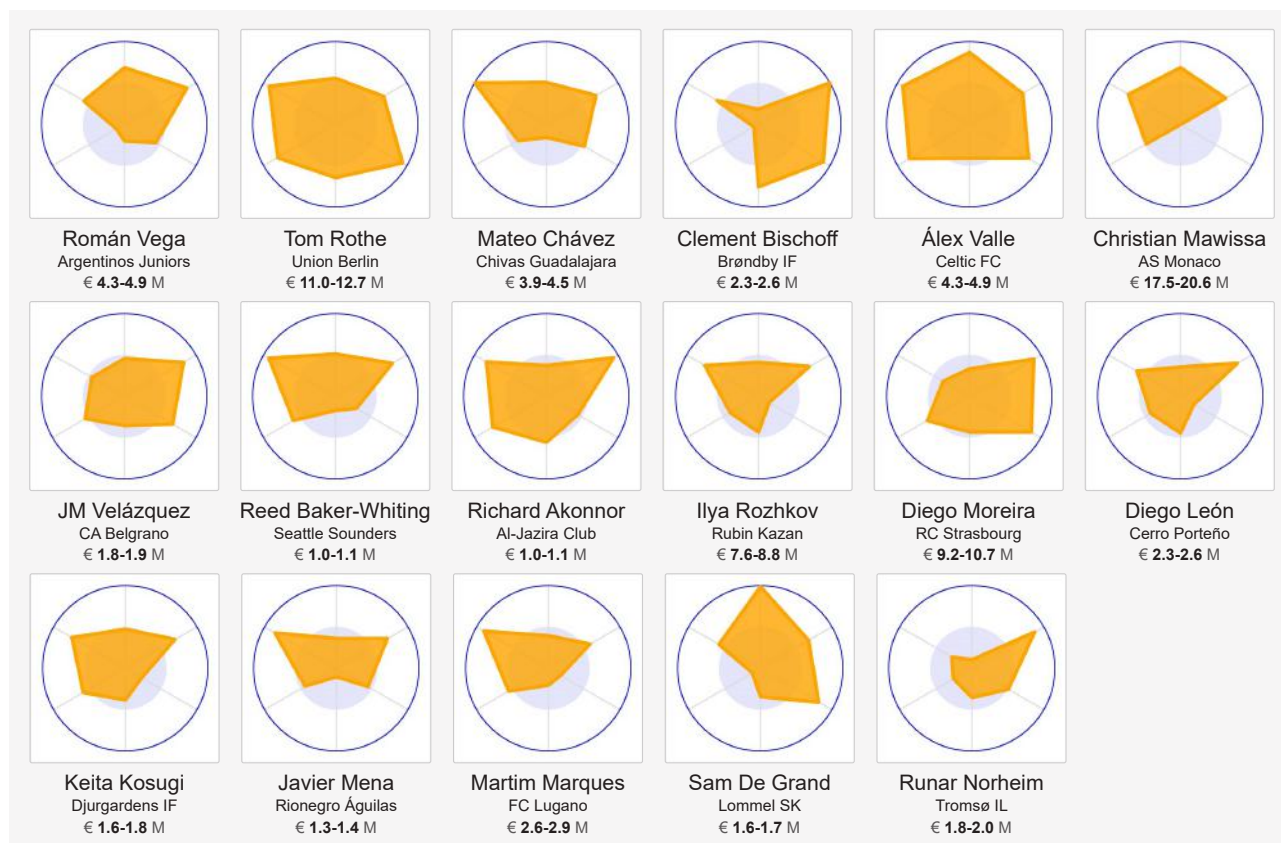 Román Vega
Argentinos Juniors
€ 4.3-4.9 M
Tom Rothe
Union Berlin
€ 11.0-12.7 M
Mateo Chávez
Chivas Guadalajara
€ 3.9-4.5 M
Clement Bischoff
Brøndby IF
€ 2.3-2.6 M
Álex Valle
Celtic FC
€ 4.3-4.9 M
Christian Mawissa
AS Monaco
€ 17.5-20.6 M
JM Velázquez
CA Belgrano
€ 1.8-1.9 M
Reed Baker-Whiting
Seattle Sounders
€ 1.0-1.1 M
Richard Akonnor
Al-Jazira Club
€ 1.0-1.1 M
Ilya Rozhkov
Rubin Kazan
€ 7.6-8.8 M
Diego Moreira
RC Strasbourg
€ 9.2-10.7 M
Diego León
Cerro Porteño
€ 2.3-2.6 M
Keita Kosugi
Djurgardens IF
€ 1.6-1.8 M
Javier Mena
Rionegro Águilas
€ 1.3-1.4 M
Martim Marques
FC Lugano
€ 2.6-2.9 M
Sam De Grand
Lommel SK
€ 1.6-1.7 M
Runar Norheim
Tromsø IL
€ 1.8-2.0 M